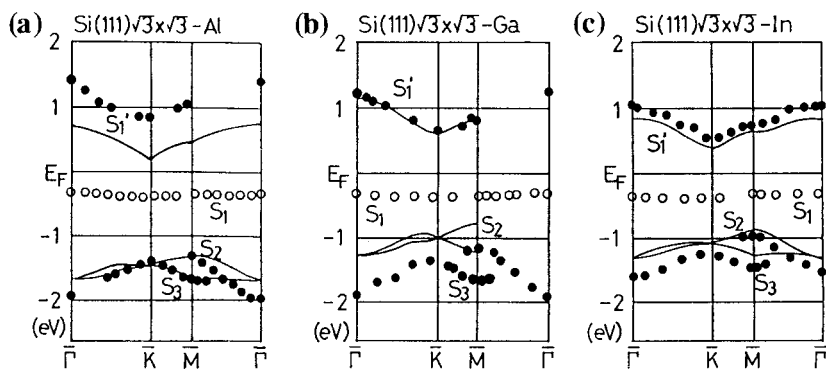 (a) Si(111)√3x√3-Al
2
1
S1'
EF
S1
-1
S2
S3
-2
(eV)
Γ̄ K̄ M̄ Γ̄
(b) Si(111)√3x√3-Ga
2
1
S1'
EF
S1
-1
S2
S3
-2
(eV)
Γ̄ K̄ M̄ Γ̄
(c) Si(111)√3x√3-In
2
1
S1'
EF
S1
S2
-1
S3
-2
(eV)
Γ̄ K̄ M̄ Γ̄